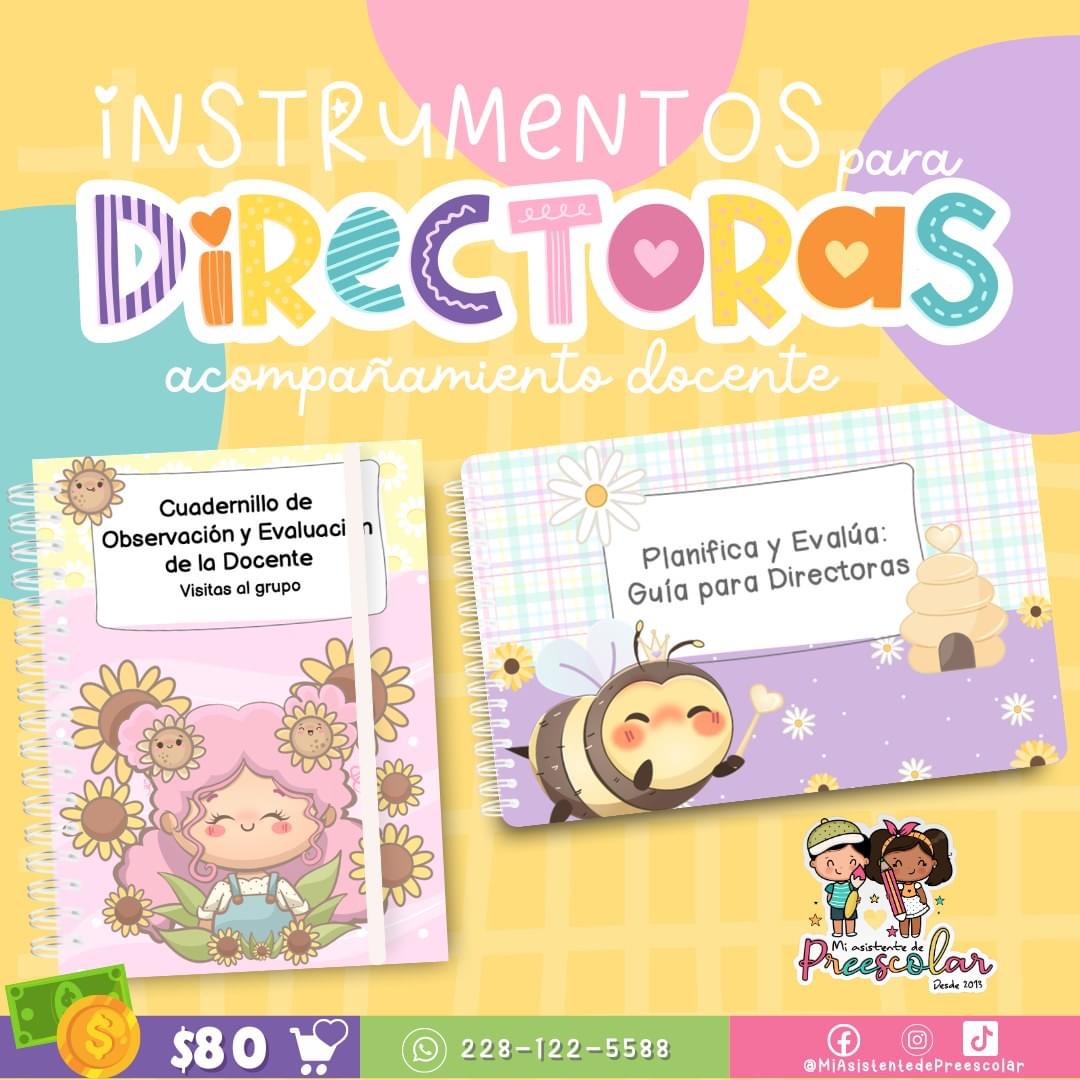 iNSTRuMeNTOS para
DiReCTORaS
acompañamiento docente
Cuadernillo de
Observación y Evaluación
de la Docente
Visitas al grupo
Planifica y Evalúa:
Guía para Directoras
Mi asistente de
Preescolar
Desde 2013
$80
228-122-5588
@MiAsistentedePreescolar